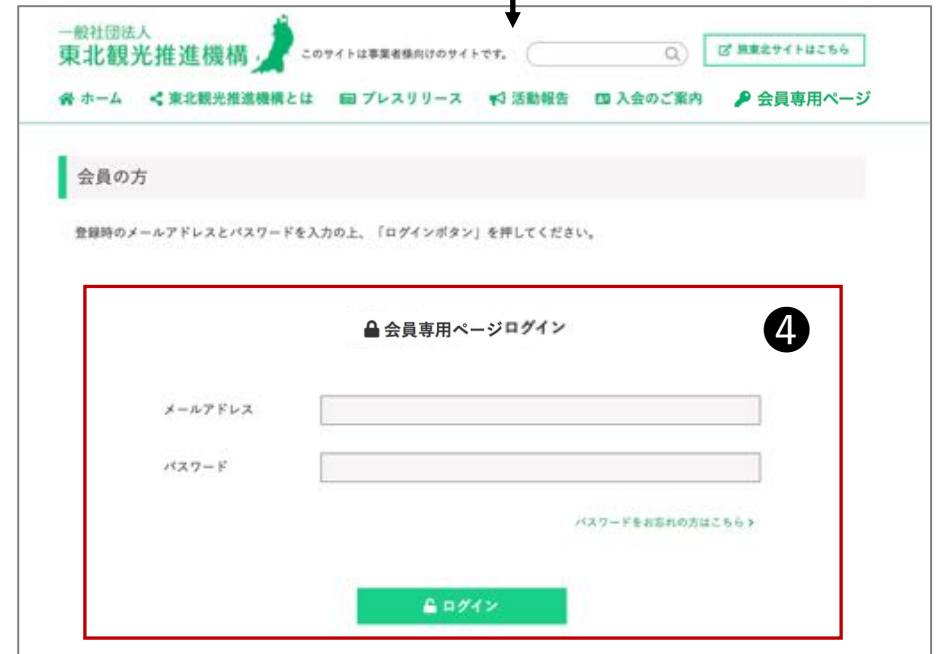 一般社団法人
東北観光推進機構
このサイトは事業者様向けのサイトです。
旅東北サイトはこちら
ホーム
東北観光推進機構とは
プレスリリース
活動報告
入会のご案内
会員専用ページ
会員の方
登録時のメールアドレスとパスワードを入力の上、「ログインボタン」を押してください。
会員専用ページログイン
❹
メールアドレス
パスワード
パスワードをお忘れの方はこちら
ログイン